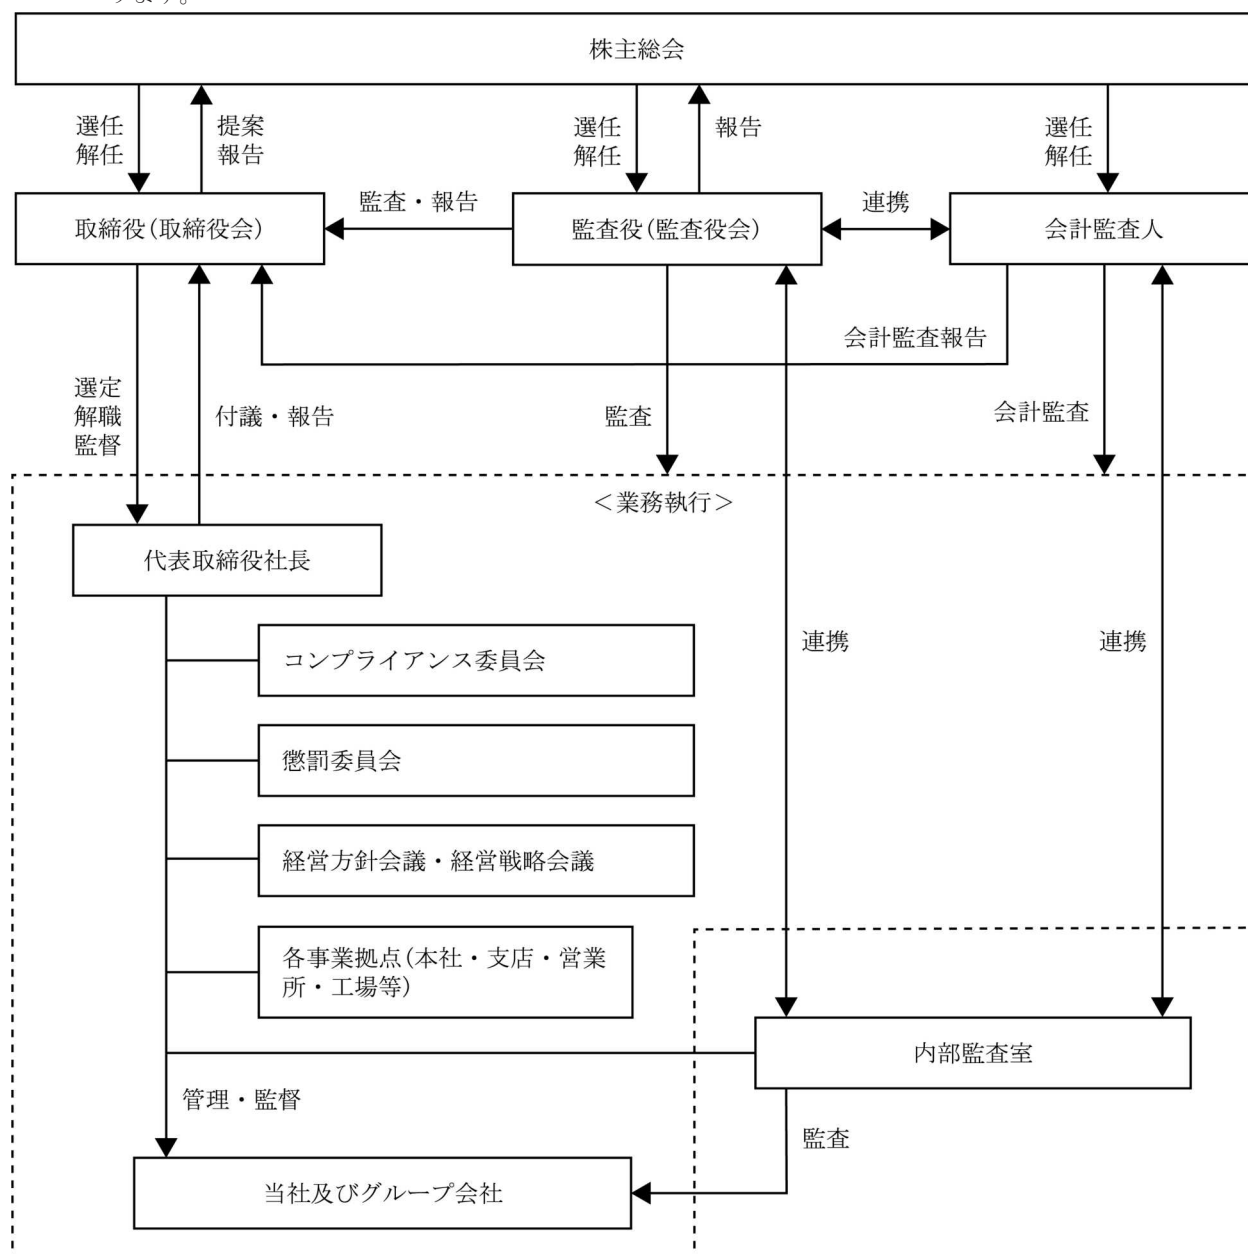 株主総会
選任
解任
提案
報告
選任
解任
報告
選任
解任
取締役(取締役会)
監査・報告
監査役(監査役会)
連携
会計監査人
会計監査報告
選定
解職
監督
付議・報告
監査
会計監査
＜業務執行＞
代表取締役社長
コンプライアンス委員会
連携
連携
懲罰委員会
経営方針会議・経営戦略会議
各事業拠点(本社・支店・営業
所・工場等)
内部監査室
管理・監督
監査
当社及びグループ会社